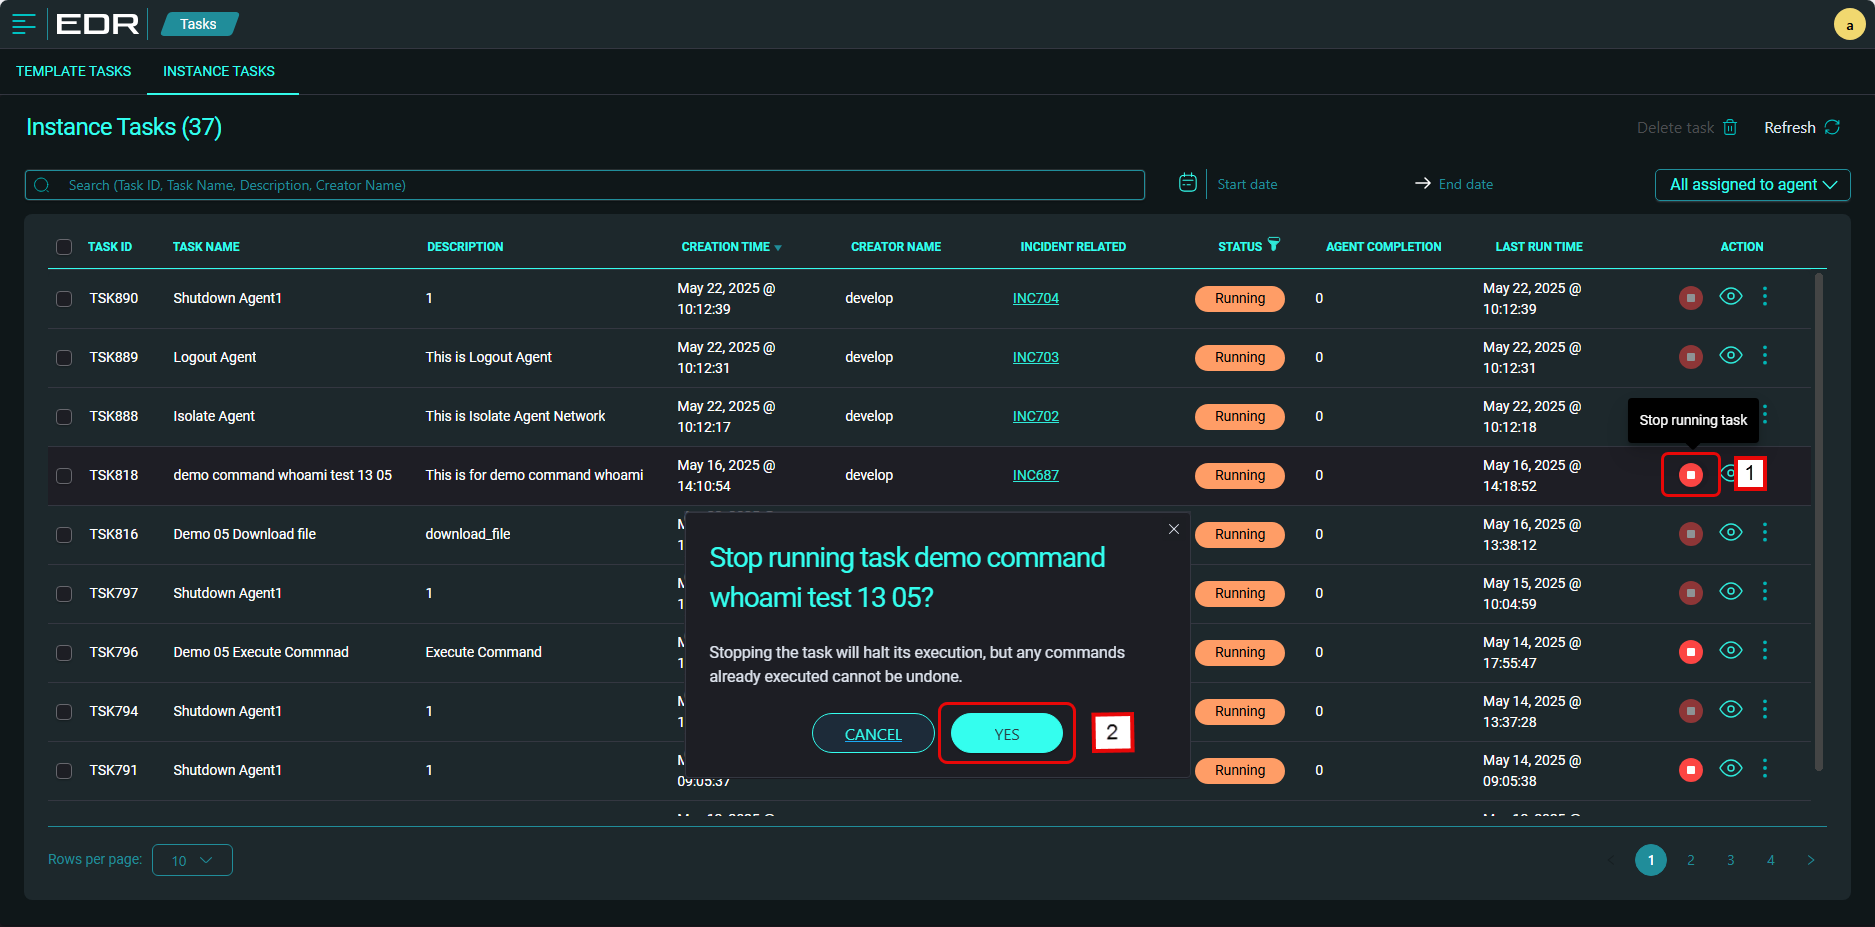 EDR
Tasks
a
TEMPLATE TASKS
INSTANCE TASKS
Instance Tasks (37)
Delete task
Refresh
Search (Task ID, Task Name, Description, Creator Name)
Start date
End date
All assigned to agent
TASK ID TASK NAME DESCRIPTION CREATION TIME CREATOR NAME INCIDENT RELATED STATUS AGENT COMPLETION LAST RUN TIME ACTION
TSK890 Shutdown Agent1 1 May 22, 2025 @ 10:12:39 develop INC704 Running 0 May 22, 2025 @ 10:12:39
TSK889 Logout Agent This is Logout Agent May 22, 2025 @ 10:12:31 develop INC703 Running 0 May 22, 2025 @ 10:12:31
TSK888 Isolate Agent This is Isolate Agent Network May 22, 2025 @ 10:12:17 develop INC702 Running 0 May 22, 2025 @ 10:12:18
Stop running task
TSK818 demo command whoami test 13 05 This is for demo command whoami May 16, 2025 @ 14:10:54 develop INC687 Running 0 May 16, 2025 @ 14:18:52
1
TSK816 Demo 05 Download file download_file Running 0 May 16, 2025 @ 13:38:12
TSK797 Shutdown Agent1 1 Running 0 May 15, 2025 @ 10:04:59
TSK796 Demo 05 Execute Commnad Execute Command Running 0 May 14, 2025 @ 17:55:47
TSK794 Shutdown Agent1 1 Running 0 May 14, 2025 @ 13:37:28
TSK791 Shutdown Agent1 1 09:05:37 Running 0 May 14, 2025 @ 09:05:38
Stop running task demo command
whoami test 13 05?
Stopping the task will halt its execution, but any commands
already executed cannot be undone.
CANCEL
YES
2
Rows per page: 10
1 2 3 4